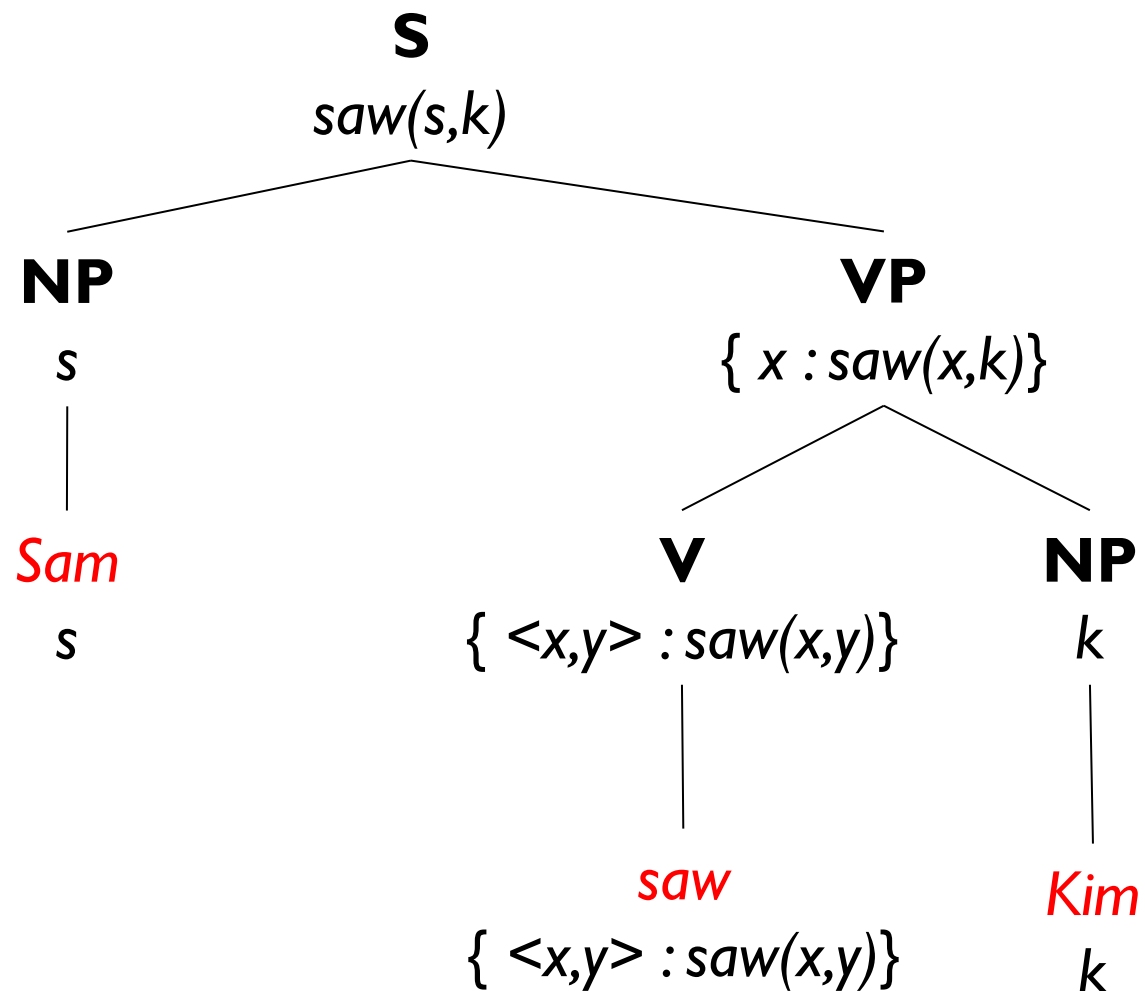 S
saw(s,k)
NP VP
s { x : saw(x,k)}
Sam V NP
s { <x,y> : saw(x,y)} k
saw Kim
{ <x,y> : saw(x,y)} k